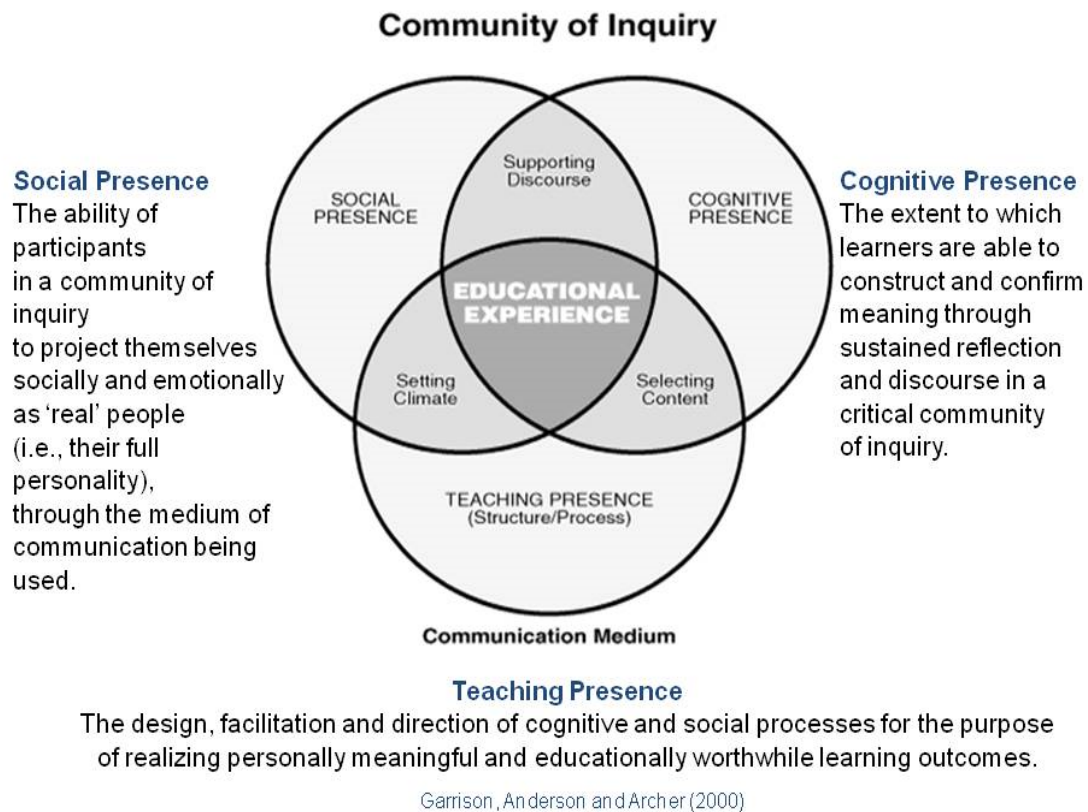 Community of Inquiry
Social Presence
The ability of
participants
in a community of
inquiry
to project themselves
socially and emotionally
as ‘real’ people
(i.e., their full
personality),
through the medium of
communication being
used.
SOCIAL
PRESENCE
Supporting
Discourse
COGNITIVE
PRESENCE
EDUCATIONAL
EXPERIENCE
Setting
Climate
Selecting
Content
TEACHING PRESENCE
(Structure/Process)
Cognitive Presence
The extent to which
learners are able to
construct and confirm
meaning through
sustained reflection
and discourse in a
critical community
of inquiry.
Communication Medium
Teaching Presence
The design, facilitation and direction of cognitive and social processes for the purpose
of realizing personally meaningful and educationally worthwhile learning outcomes.
Garrison, Anderson and Archer (2000)